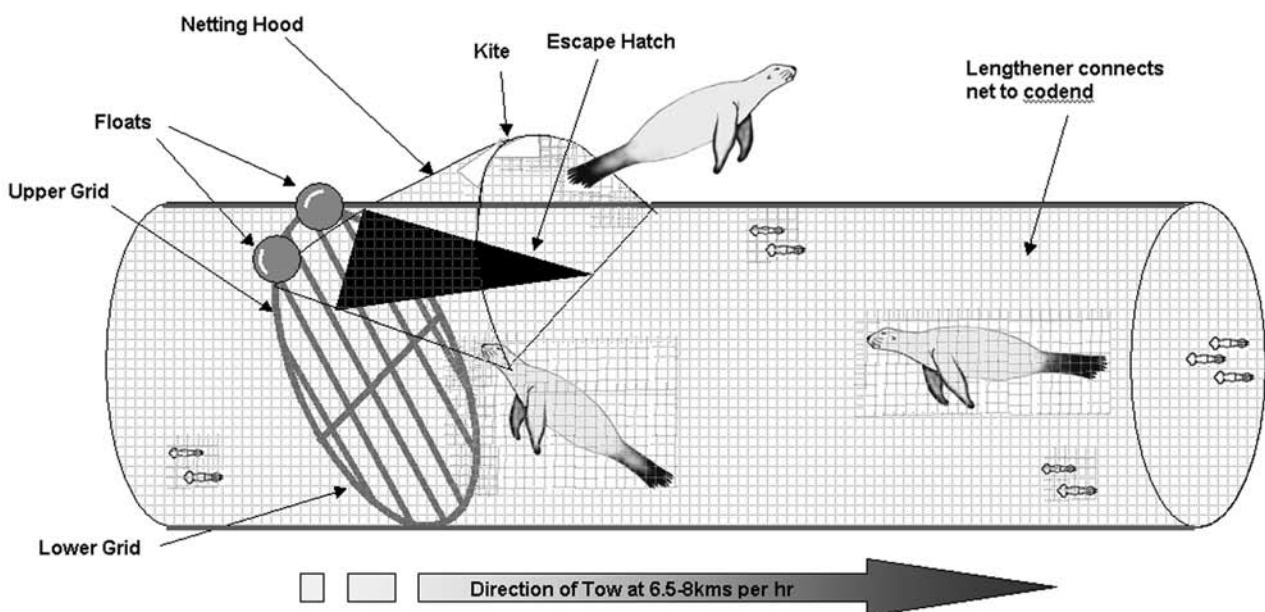 Netting Hood
Kite
Escape Hatch
Lengthener connects
net to codend
Floats
Upper Grid
Lower Grid
Direction of Tow at 6.5-8kms per hr